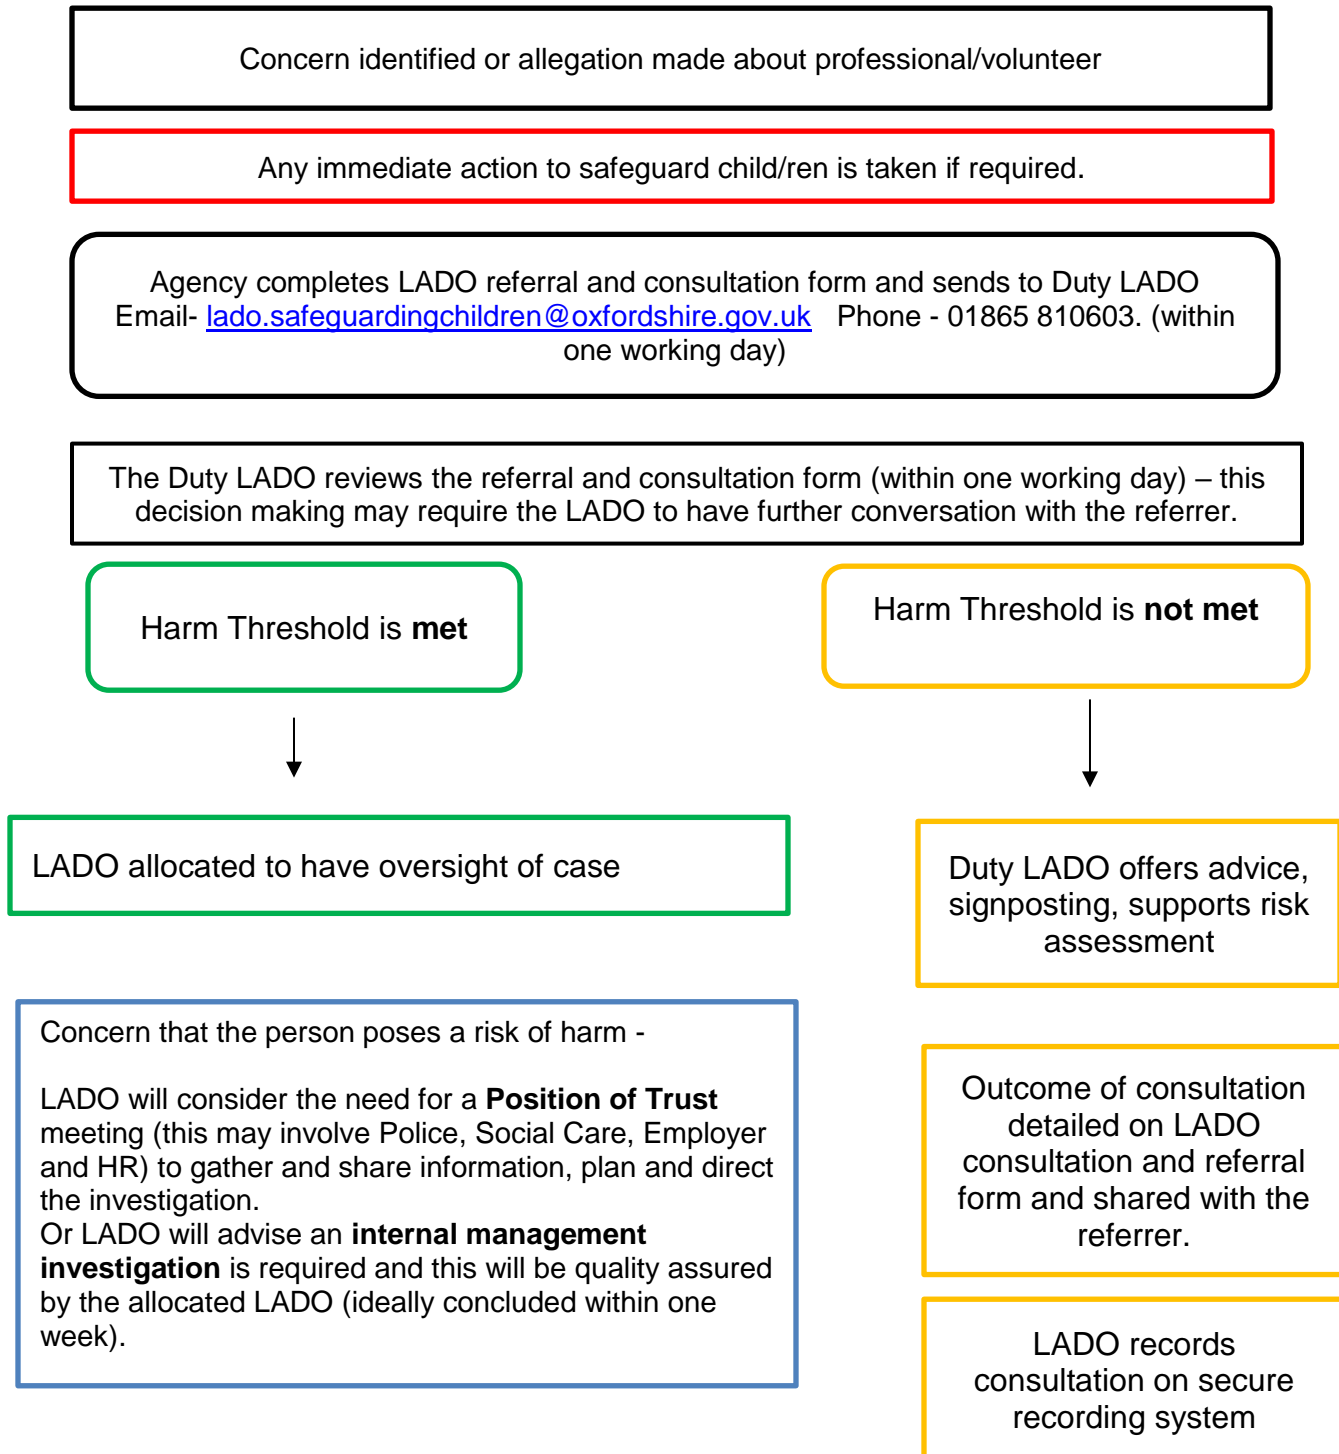 Concern identified or allegation made about professional/volunteer
Any immediate action to safeguard child/ren is taken if required.
Agency completes LADO referral and consultation form and sends to Duty LADO
Email- lado.safeguardingchildren@oxfordshire.gov.uk Phone - 01865 810603. (within
one working day)
The Duty LADO reviews the referral and consultation form (within one working day) – this
decision making may require the LADO to have further conversation with the referrer.
Harm Threshold is met
Harm Threshold is not met
LADO allocated to have oversight of case
Concern that the person poses a risk of harm -
LADO will consider the need for a Position of Trust
meeting (this may involve Police, Social Care, Employer
and HR) to gather and share information, plan and direct
the investigation.
Or LADO will advise an internal management
investigation is required and this will be quality assured
by the allocated LADO (ideally concluded within one
week).
Duty LADO offers advice,
signposting, supports risk
assessment
Outcome of consultation
detailed on LADO
consultation and referral
form and shared with the
referrer.
LADO records
consultation on secure
recording system